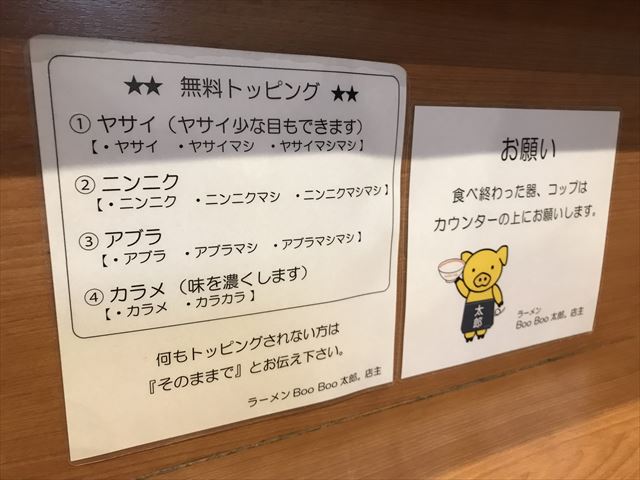 ★★ 無料トッピング ★★
① ヤサイ（ヤサイ少な目もできます）
【・ヤサイ ・ヤサイマシ ・ヤサイマシマシ】
② ニンニク
【・ニンニク ・ニンニクマシ ・ニンニクマシマシ】
③ アブラ
【・アブラ ・アブラマシ ・アブラマシマシ】
④ カラメ（味を濃くします）
【・カラメ ・カラカラ】
何もトッピングされない方は
『そのままで』とお伝え下さい。
ラーメン Boo Boo 太郎。店主
お願い
食べ終わった器、コップは
カウンターの上にお願いします。
太郎
ラーメン
Boo Boo 太郎。店主